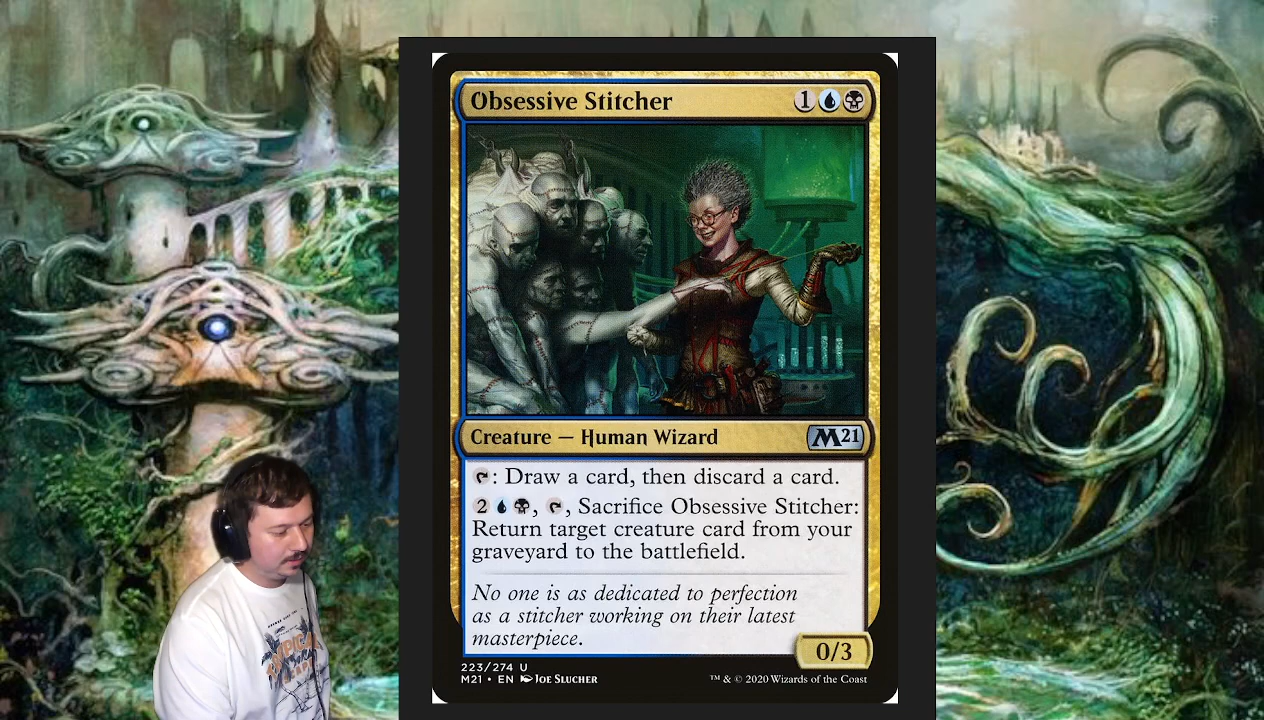 Obsessive Stitcher 1
Creature — Human Wizard M21
: Draw a card, then discard a card.
2 , , Sacrifice Obsessive Stitcher:
Return target creature card from your
graveyard to the battlefield.
No one is as dedicated to perfection
as a stitcher working on their latest
masterpiece.
0/3
223/274 U
M21 • EN Joe Slucher
™ & © 2020 Wizards of the Coast